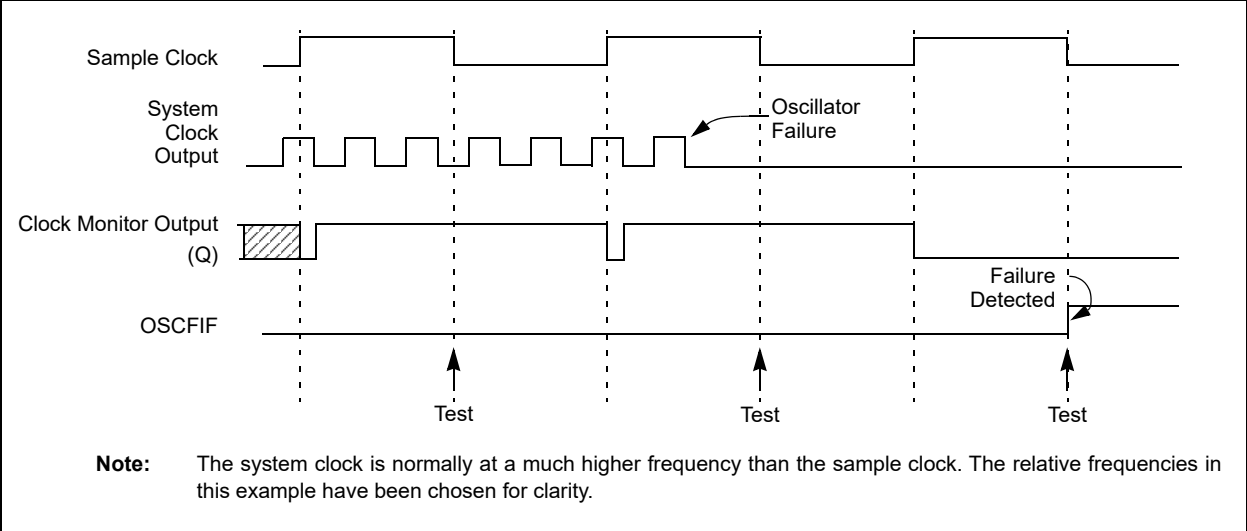 Sample Clock
System
Clock
Output
Oscillator
Failure
Clock Monitor Output
(Q)
Failure
Detected
OSCFIF
Test
Test
Test
Note: The system clock is normally at a much higher frequency than the sample clock. The relative frequencies in
this example have been chosen for clarity.